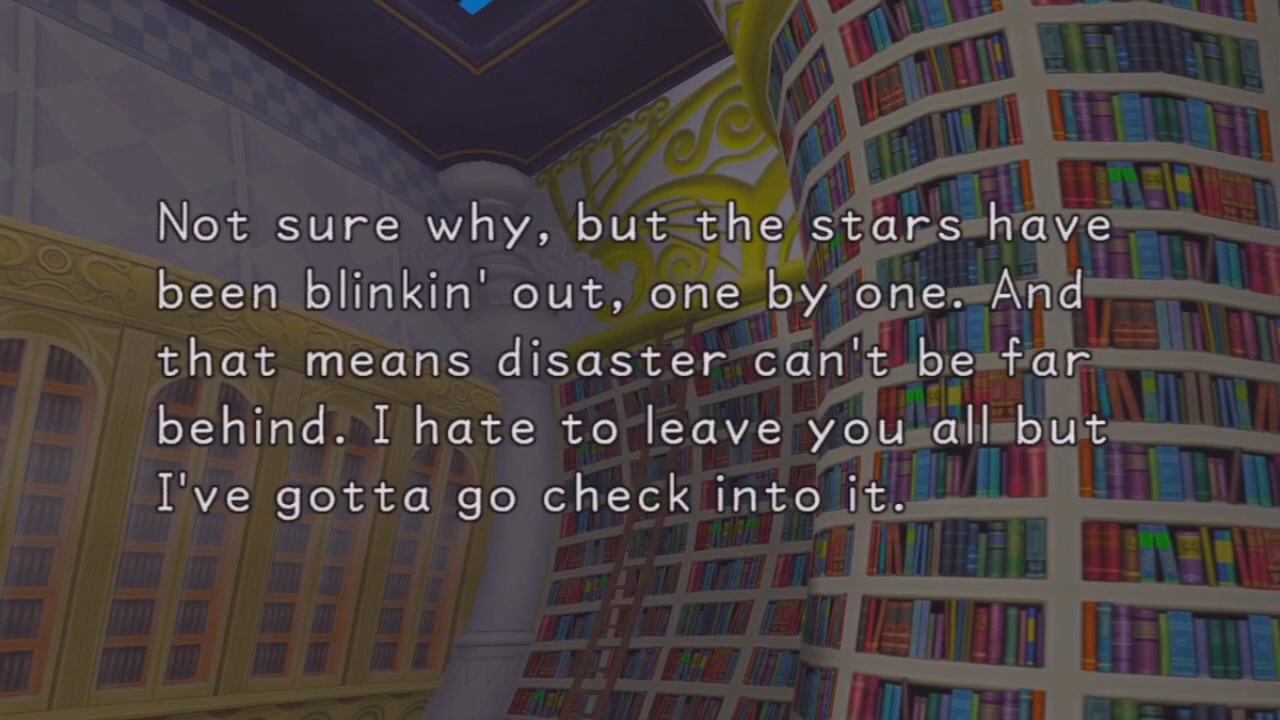 Not sure why, but the stars have
been blinkin' out, one by one. And
that means disaster can't be far
behind. I hate to leave you all but
I've gotta go check into it.